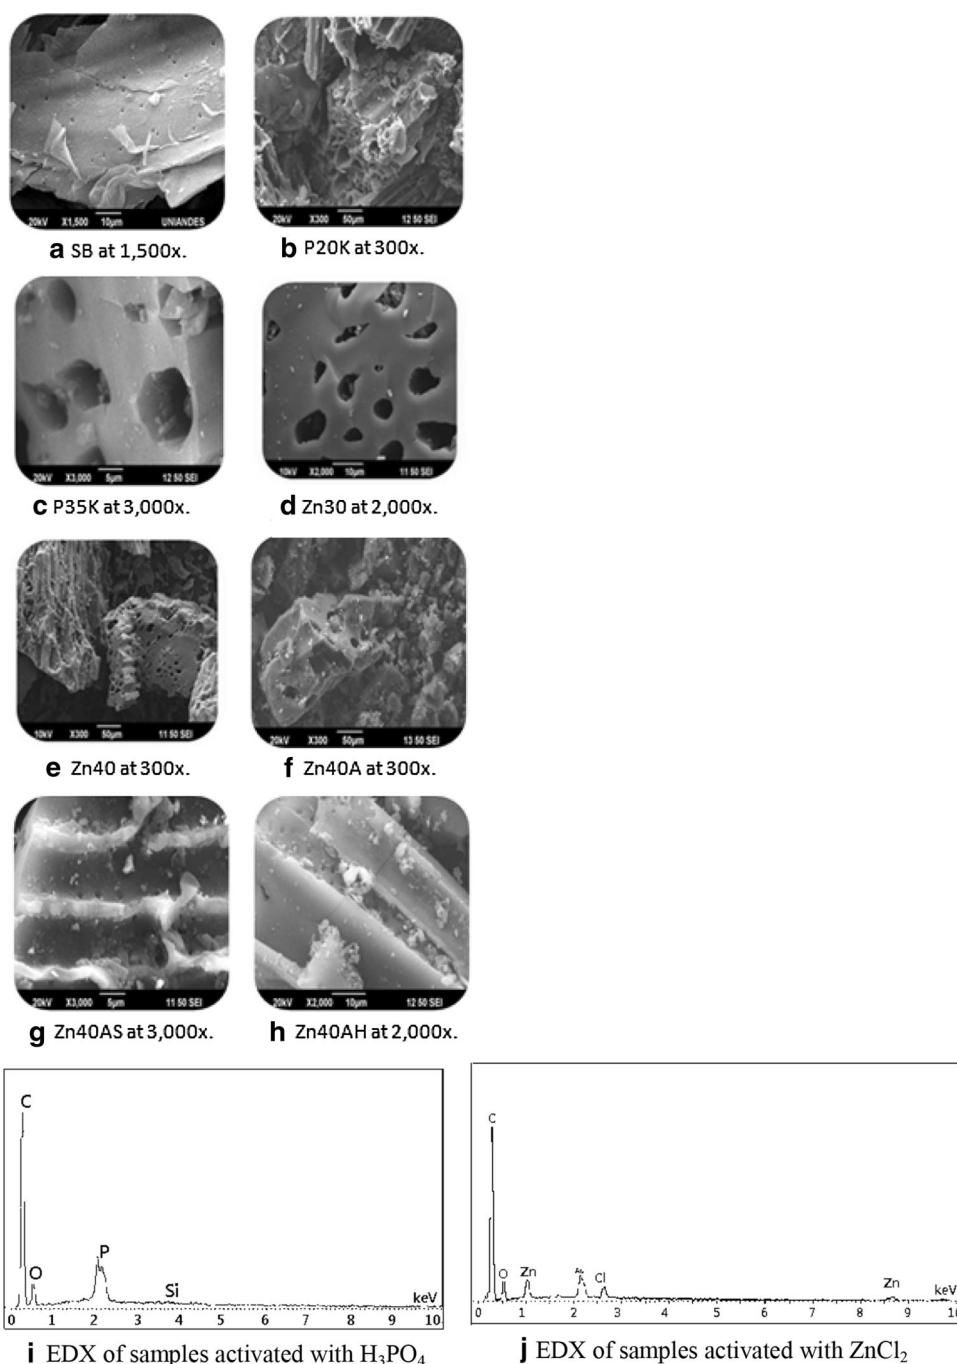 20kV X1,500 10µm UNIANDES
a SB at 1,500x.
20kV X300 50µm 12 50 SEI
b P20K at 300x.
20kV X3,000 5µm 12 50 SEI
c P35K at 3,000x.
10kV X2,000 10µm 11 50 SEI
d Zn30 at 2,000x.
10kV X300 50µm 11 50 SEI
e Zn40 at 300x.
20kV X300 50µm 13 50 SEI
f Zn40A at 300x.
20kV X3,000 5µm 11 50 SEI
g Zn40AS at 3,000x.
20kV X2,000 10µm 12 50 SEI
h Zn40AH at 2,000x.
C
O
P
Si
keV
0 1 2 3 4 5 6 7 8 9 10
i EDX of samples activated with H₃PO₄
C
O
Zn
Cl
Zn
keV
0 1 2 3 4 5 6 7 8 9 10
j EDX of samples activated with ZnCl₂